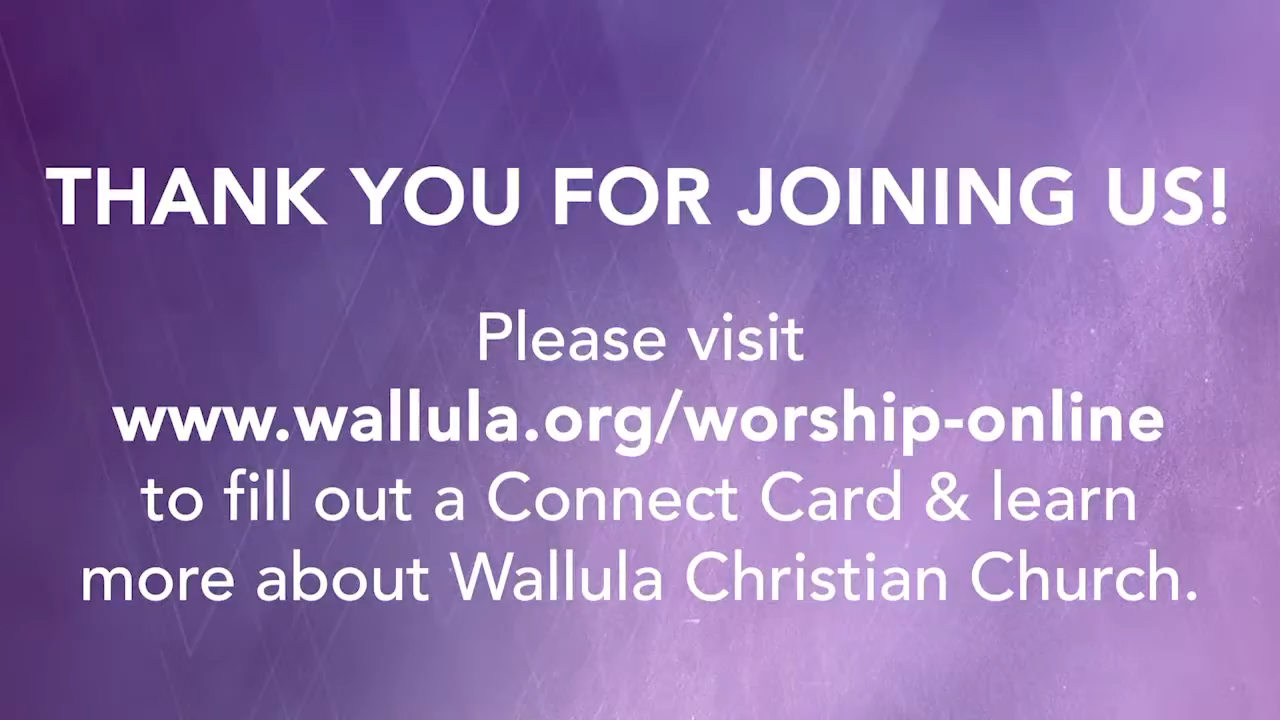 THANK YOU FOR JOINING US!
Please visit
www.wallula.org/worship-online
to fill out a Connect Card & learn
more about Wallula Christian Church.